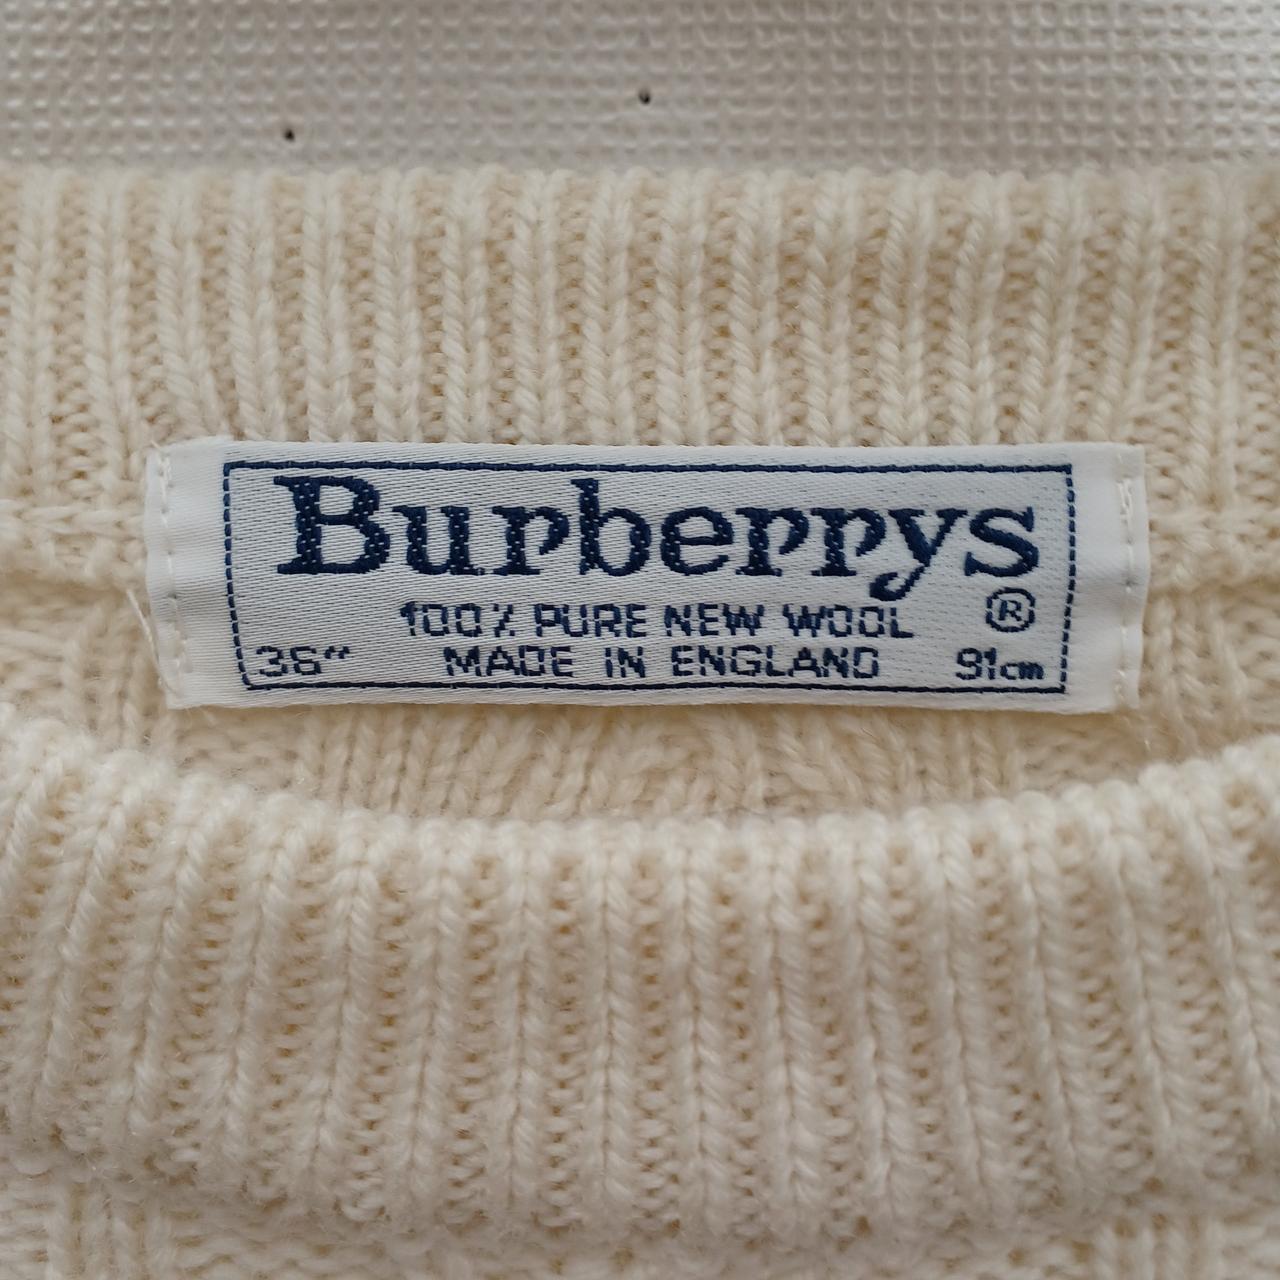 Burberrys
®
100% PURE NEW WOOL
36" MADE IN ENGLAND 91cm